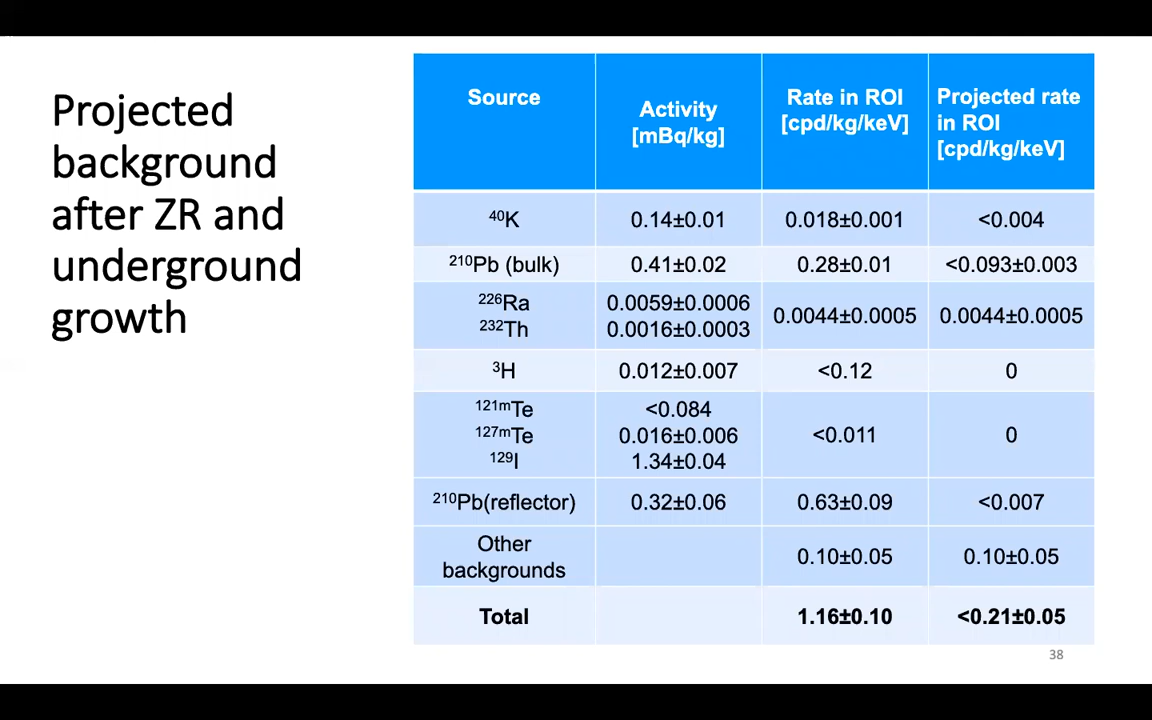 Projected
background
after ZR and
underground
growth
Source
Activity
[mBq/kg]
Rate in ROI
[cpd/kg/keV]
Projected rate
in ROI
[cpd/kg/keV]
⁴⁰K
0.14±0.01
0.018±0.001
<0.004
²¹⁰Pb (bulk)
0.41±0.02
0.28±0.01
<0.093±0.003
²²⁶Ra
²³²Th
0.0059±0.0006
0.0016±0.0003
0.0044±0.0005
0.0044±0.0005
³H
0.012±0.007
<0.12
0
¹²¹ᵐTe
¹²⁷ᵐTe
¹²⁹I
<0.084
0.016±0.006
1.34±0.04
<0.011
0
²¹⁰Pb(reflector)
0.32±0.06
0.63±0.09
<0.007
Other
backgrounds
0.10±0.05
0.10±0.05
Total
1.16±0.10
<0.21±0.05
38